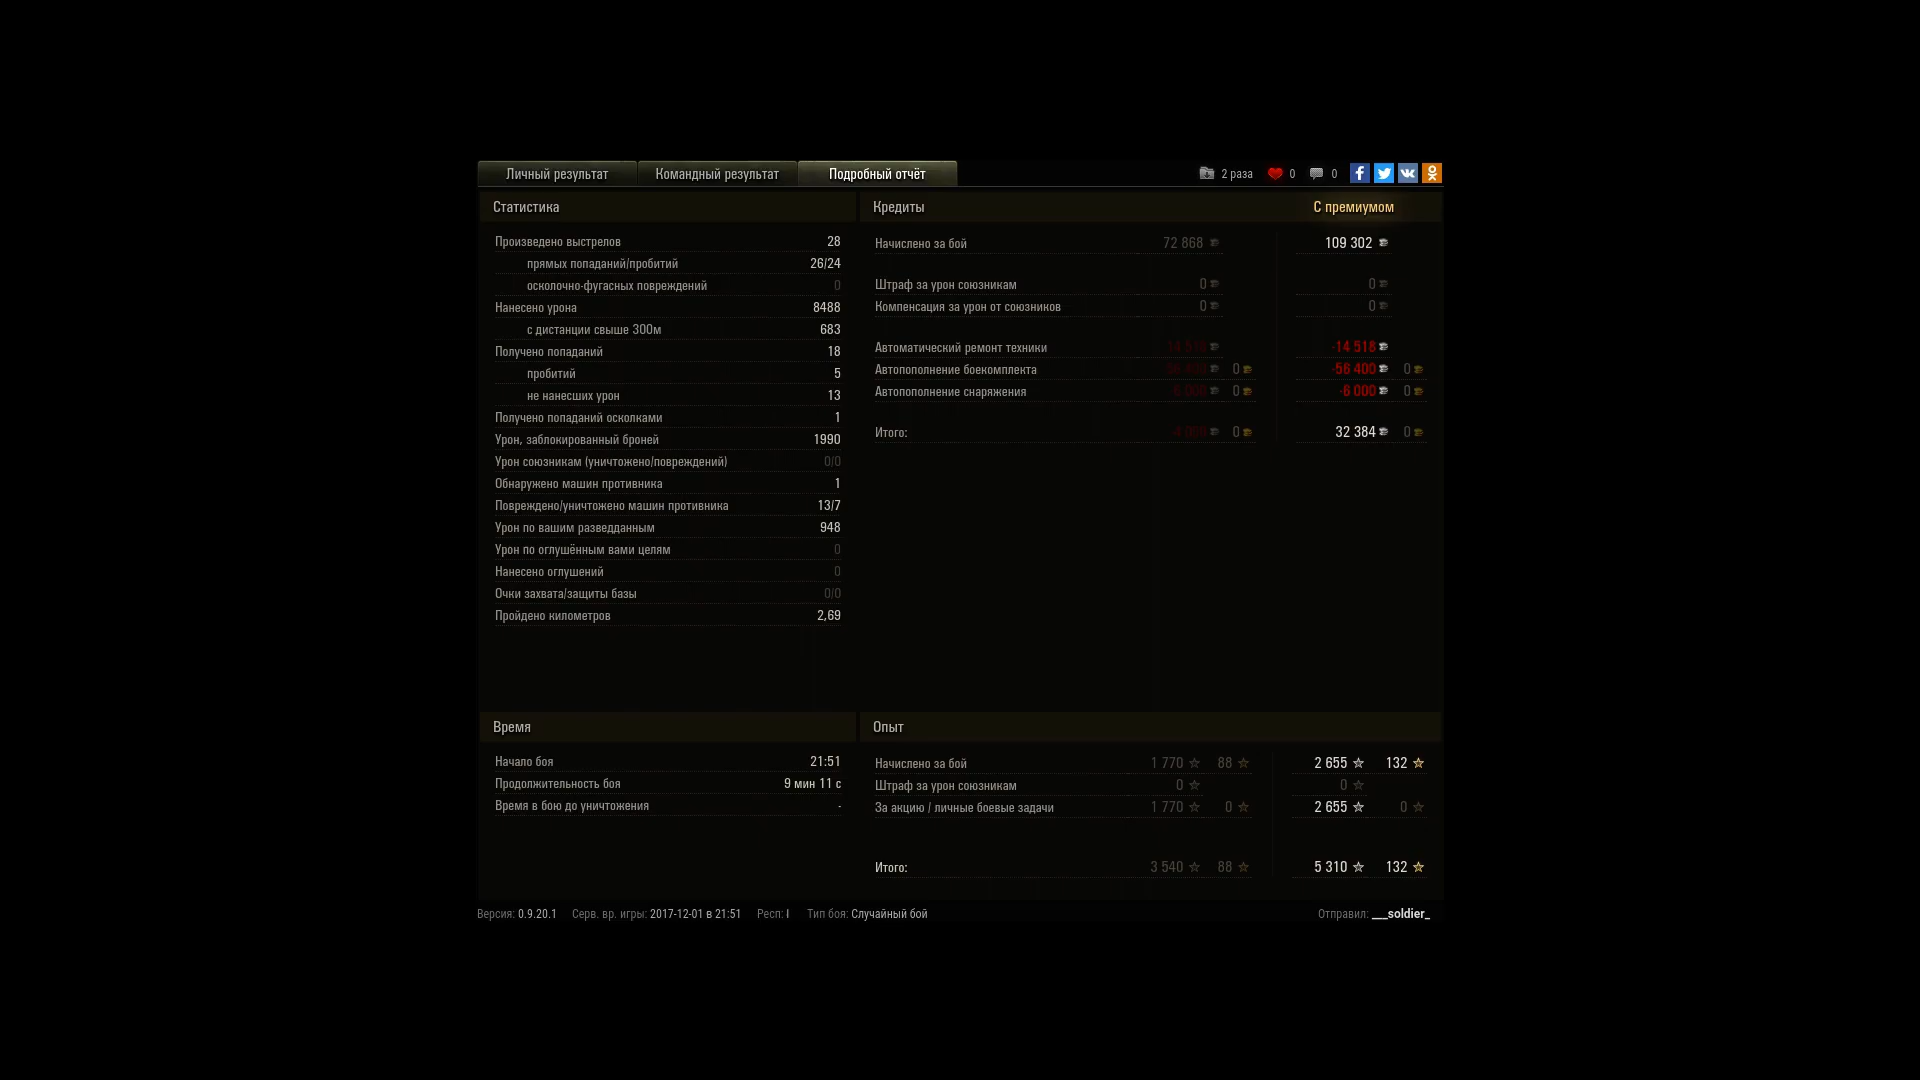 Личный результат Командный результат Подробный отчёт 2 раза 0 0
Статистика
Произведено выстрелов 28
прямых попаданий/пробитий 26/24
осколочно-фугасных повреждений 0
Нанесено урона 8488
с дистанции свыше 300м 683
Получено попаданий 18
пробитий 5
не нанесших урон 13
Получено попаданий осколками 1
Урон, заблокированный броней 1990
Урон союзникам (уничтожено/повреждений) 0/0
Обнаружено машин противника 1
Повреждено/уничтожено машин противника 13/7
Урон по вашим разведданным 948
Урон по оглушённым вами целям 0
Нанесено оглушений 0
Очки захвата/защиты базы 0/0
Пройдено километров 2,69
Кредиты С премиумом
Начислено за бой 72 868 109 302
Штраф за урон союзникам 0 0
Компенсация за урон от союзников 0 0
Автоматический ремонт техники -14 518 -14 518
Автопополнение боекомплекта -56 400 0 -56 400 0
Автопополнение снаряжения -6 000 0 -6 000 0
Итого: 0 32 384 0
Время
Начало боя 21:51
Продолжительность боя 9 мин 11 с
Время в бою до уничтожения -
Опыт
Начислено за бой 1 770 88 2 655 132
Штраф за урон союзникам 0 0
За акцию / личные боевые задачи 1 770 0 2 655 0
Итого: 3 540 88 5 310 132
Версия: 0.9.20.1 Серв. вр. игры: 2017-12-01 в 21:51 Респ: I Тип боя: Случайный бой Отправил: ___soldier_